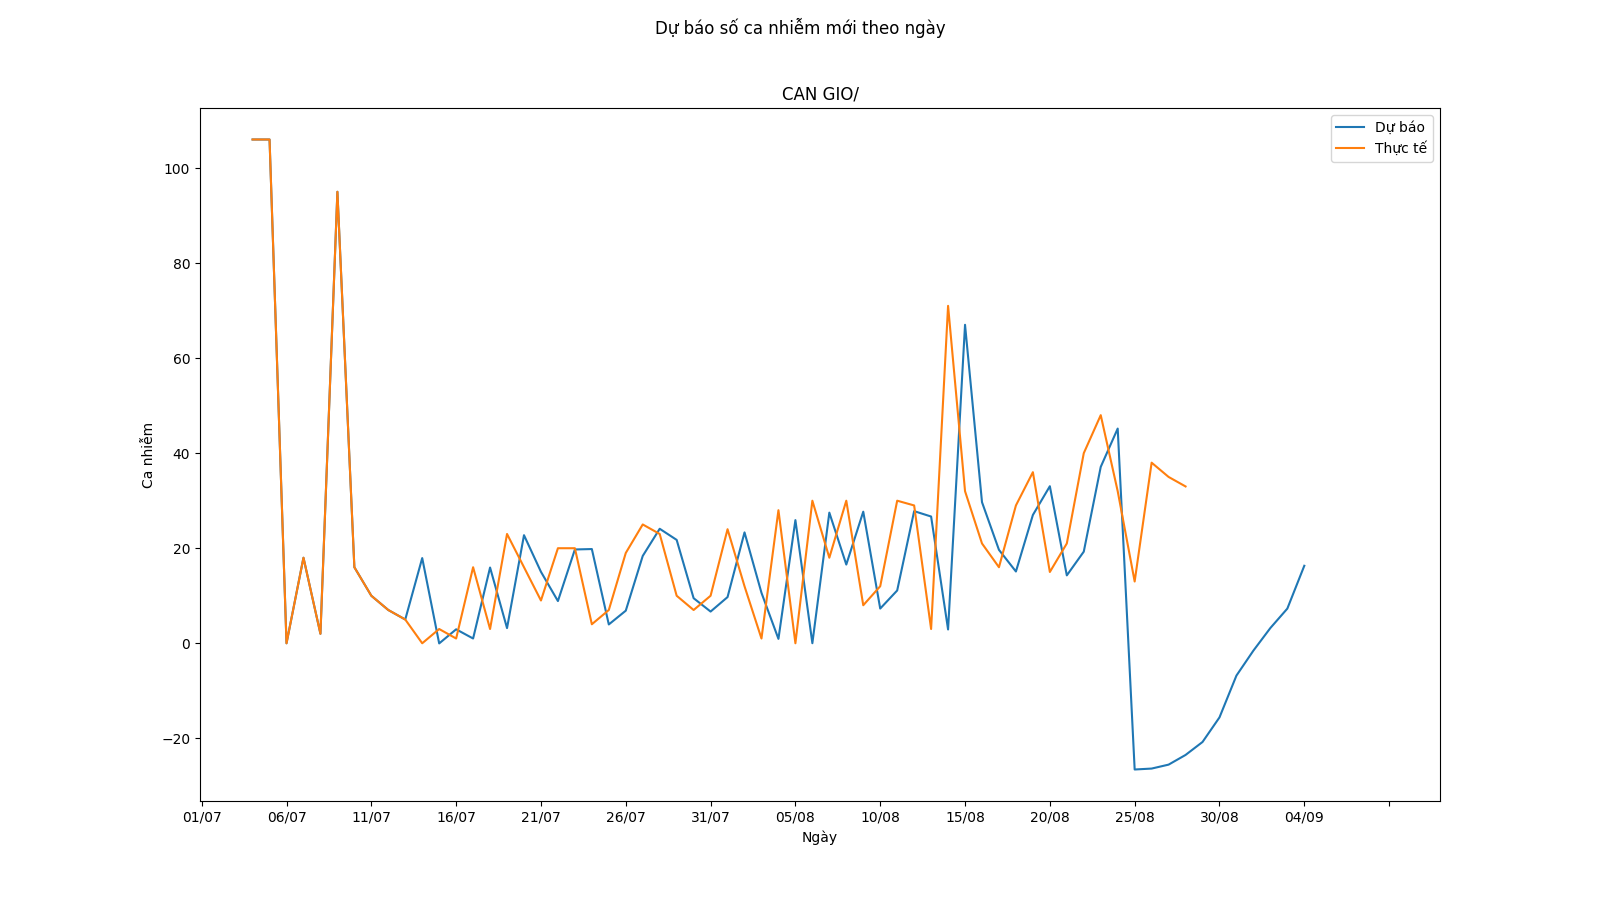 Dự báo số ca nhiễm mới theo ngày
CAN GIO/
Dự báo
Thực tế
100
80
60
40
20
0
−20
Ca nhiễm
01/07 06/07 11/07 16/07 21/07 26/07 31/07 05/08 10/08 15/08 20/08 25/08 30/08 04/09
Ngày